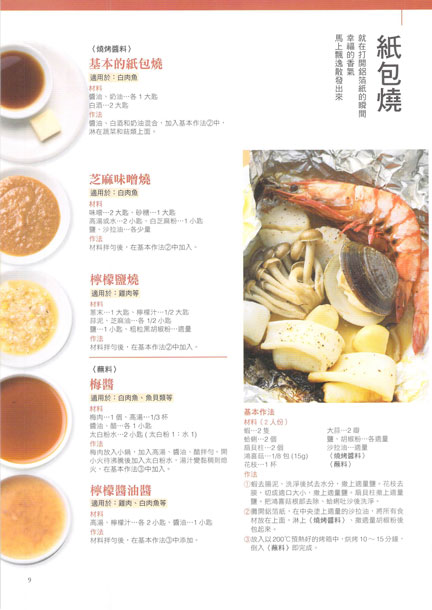 紙包燒
就在打開鋁箔紙的瞬間
幸福的香氣
馬上飄逸散發出來
（燒烤醬料）
基本的紙包燒
適用於：白肉魚
材料
醬油、奶油⋯各 1 大匙
白酒⋯2 大匙
作法
醬油、白酒和奶油混合，加入基本作法②中，
淋在蔬菜和菇類上面。
芝麻味噌燒
適用於：白肉魚
材料
味噌⋯2 大匙，砂糖⋯1 大匙
高湯或水⋯2 小匙，白芝麻粉⋯1 小匙
鹽、沙拉油⋯各少量
作法
材料拌勻後，在基本作法②中加入。
檸檬鹽燒
適用於：雞肉等
材料
蔥末⋯1 大匙，檸檬汁⋯1/2 大匙
蒜泥、芝麻油⋯各 1/2 小匙
鹽⋯1 小匙，粗粒黑胡椒粉⋯適量
作法
材料拌勻後，在基本作法②中加入。
（蘸料）
梅醬
適用於：白肉魚、魚貝類等
材料
梅肉⋯1 個，高湯⋯1/3 杯
醬油、醋⋯各 1 小匙
太白粉水⋯2 小匙（太白粉 1：水 1）
作法
梅肉放入小鍋，加入高湯、醬油、醋拌勻。開
小火待沸騰後加入太白粉水，湯汁變黏稠則熄
火，在基本作法③中加入。
檸檬醬油醬
適用於：雞肉、白肉魚等
材料
高湯、檸檬汁⋯各 2 小匙，醬油⋯1 小匙
作法
材料拌勻後，在基本作法③中添加。
基本作法
材料（2 人份）
蝦⋯2 隻
蛤蜊⋯2 個
扇貝柱⋯2 個
鴻喜菇⋯1/8 包 (15g)
花枝⋯1 杯
大蒜⋯2 瓣
鹽、胡椒粉⋯各適量
沙拉油⋯適量
（燒烤醬料）
（蘸料）
作法
①蝦去腸泥，洗淨後拭去水分，撒上適量鹽。花枝去
膜，切成適口大小，撒上適量鹽。扇貝柱撒上適量
鹽。把鴻喜菇根部去除。蛤蜊吐沙後洗淨。
②攤開鋁箔紙，在中央塗上適量的沙拉油，將所有食
材放在上面，淋上（燒烤醬料），撒適量胡椒粉後
包起來。
③放入以 200℃預熱好的烤箱中，烘烤 10～15 分鐘，
倒入（蘸料）即完成。
9